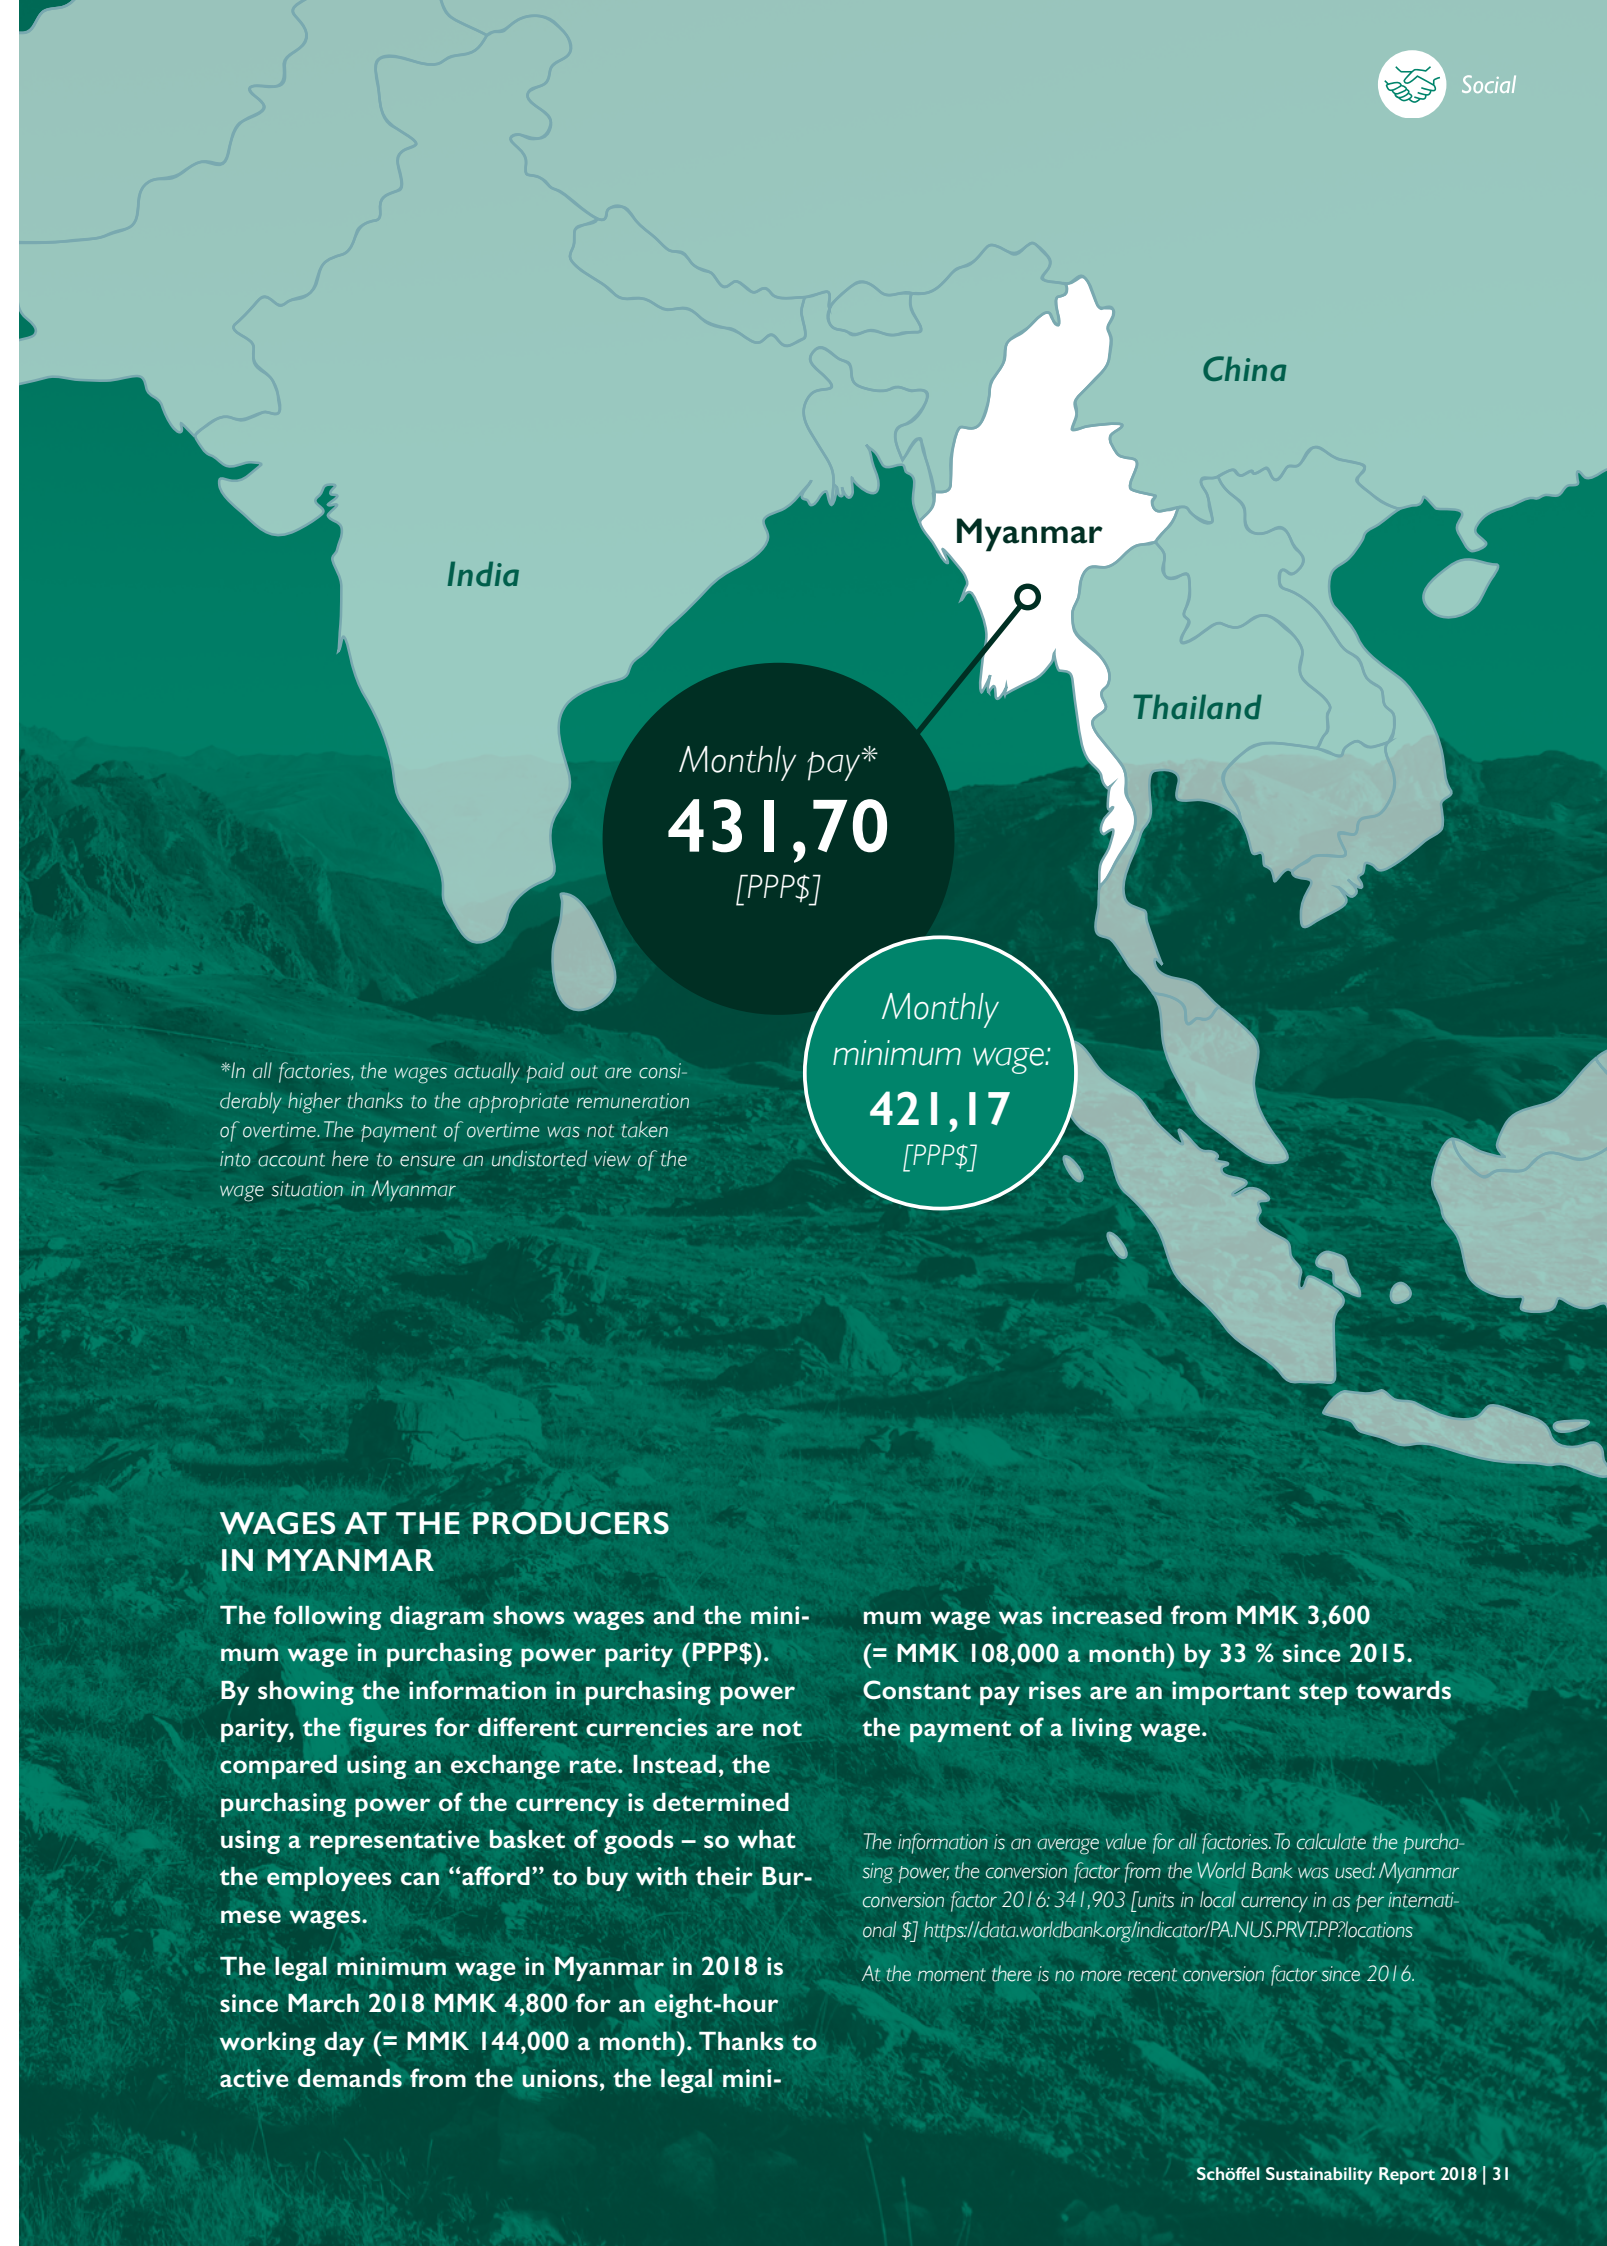 Social
China
Myanmar
India
Thailand
Monthly pay*
431,70
[PPP$]
Monthly
minimum wage:
421,17
[PPP$]
*In all factories, the wages actually paid out are consi-
derably higher thanks to the appropriate remuneration
of overtime. The payment of overtime was not taken
into account here to ensure an undistorted view of the
wage situation in Myanmar
WAGES AT THE PRODUCERS
IN MYANMAR
The following diagram shows wages and the mini-
mum wage in purchasing power parity (PPP$).
By showing the information in purchasing power
parity, the figures for different currencies are not
compared using an exchange rate. Instead, the
purchasing power of the currency is determined
using a representative basket of goods – so what
the employees can “afford” to buy with their Bur-
mese wages.
The legal minimum wage in Myanmar in 2018 is
since March 2018 MMK 4,800 for an eight-hour
working day (= MMK 144,000 a month). Thanks to
active demands from the unions, the legal mini-
mum wage was increased from MMK 3,600
(= MMK 108,000 a month) by 33 % since 2015.
Constant pay rises are an important step towards
the payment of a living wage.
The information is an average value for all factories. To calculate the purcha-
sing power, the conversion factor from the World Bank was used: Myanmar
conversion factor 2016: 341,903 [units in local currency in as per internati-
onal $] https://data.worldbank.org/indicator/PA.NUS.PRVT.PP?locations
At the moment there is no more recent conversion factor since 2016.
Schöffel Sustainability Report 2018 | 31